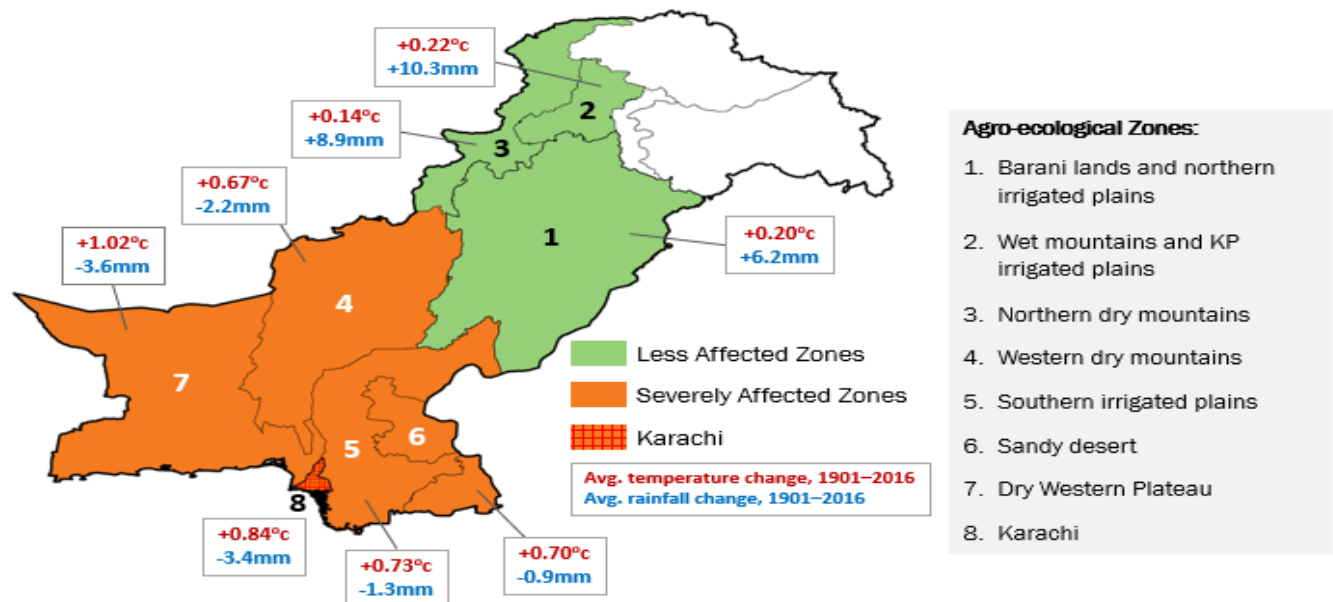 +0.22°c
+10.3mm
2
+0.14°c
+8.9mm
3
+0.67°c
-2.2mm
1
+0.20°c
+6.2mm
+1.02°c
-3.6mm
4
7
5
6
8
+0.84°c
-3.4mm
+0.73°c
-1.3mm
+0.70°c
-0.9mm
Less Affected Zones
Severely Affected Zones
Karachi
Avg. temperature change, 1901–2016
Avg. rainfall change, 1901–2016
Agro-ecological Zones:
1. Barani lands and northern
irrigated plains
2. Wet mountains and KP
irrigated plains
3. Northern dry mountains
4. Western dry mountains
5. Southern irrigated plains
6. Sandy desert
7. Dry Western Plateau
8. Karachi